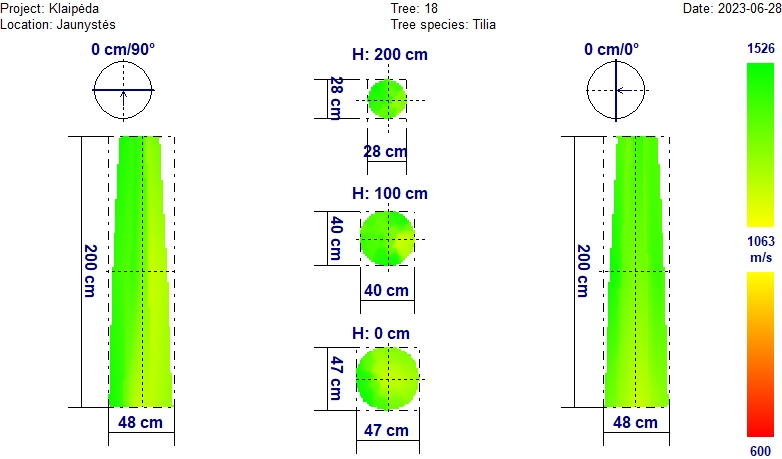 Project: Klaipėda
Tree: 18
Date: 2023-06-28
Location: Jaunystės
Tree species: Tilia
0 cm/90°
H: 200 cm
0 cm/0°
1526
28 cm
28 cm
H: 100 cm
40 cm
40 cm
200 cm
200 cm
1063
m/s
H: 0 cm
47 cm
47 cm
48 cm
48 cm
600